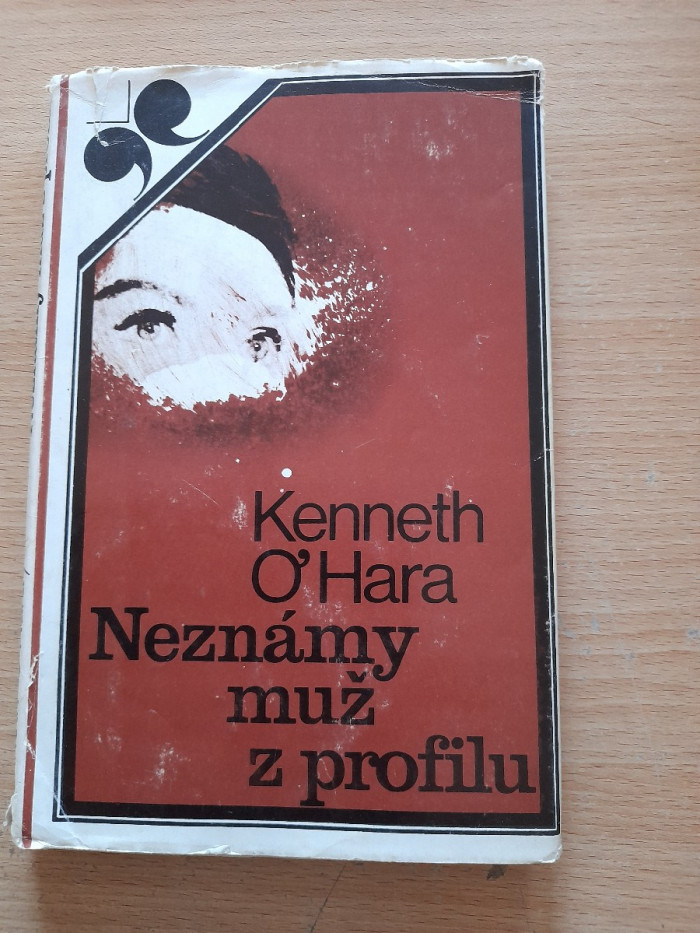 Kenneth
O'Hara
Neznámy
muž
z profilu